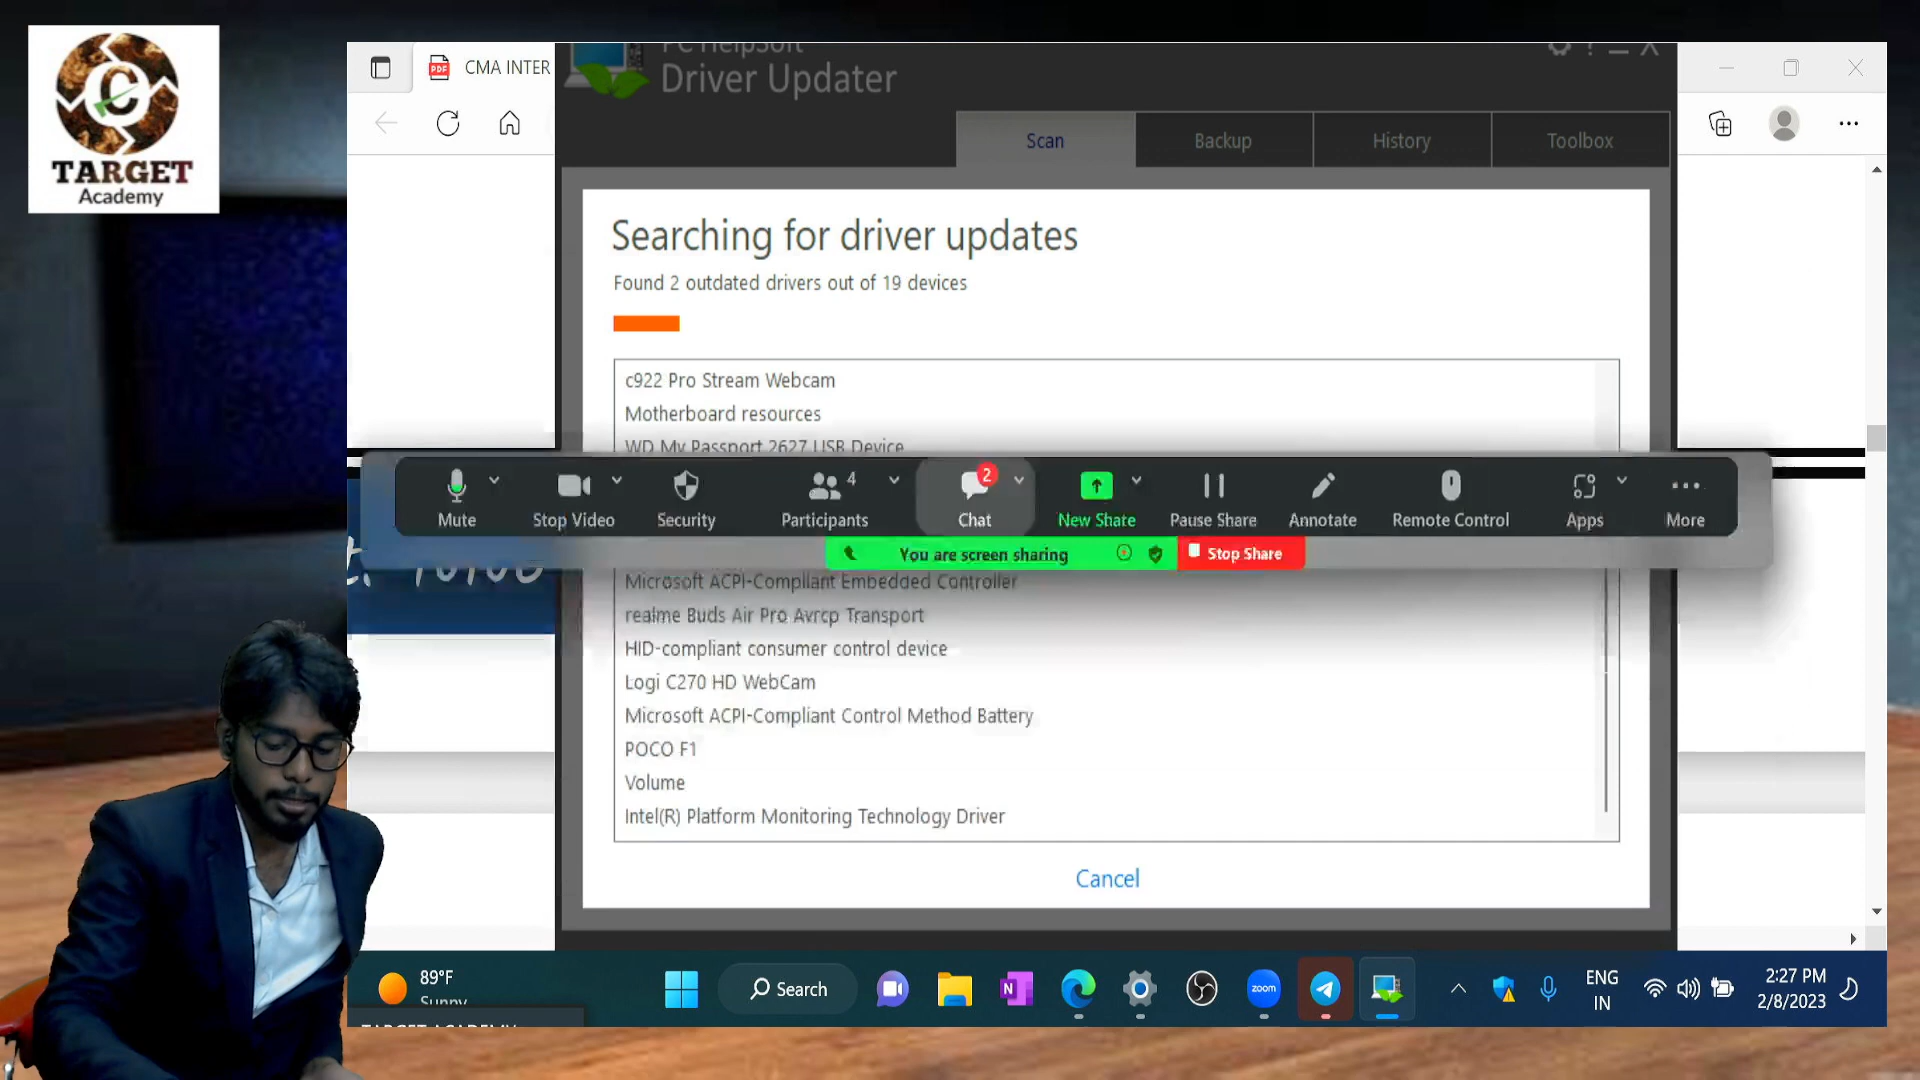 TARGET
Academy
CMA INTER
PC HelpSoft
Driver Updater
Scan
Backup
History
Toolbox
Searching for driver updates
Found 2 outdated drivers out of 19 devices
c922 Pro Stream Webcam
Motherboard resources
WD My Passport 2627 USB Device
Mute
Stop Video
Security
4
Participants
2
Chat
New Share
Pause Share
Annotate
Remote Control
Apps
More
You are screen sharing
Stop Share
Microsoft ACPI-Compliant Embedded Controller
realme Buds Air Pro Avrcp Transport
HID-compliant consumer control device
Logi C270 HD WebCam
Microsoft ACPI-Compliant Control Method Battery
POCO F1
Volume
Intel(R) Platform Monitoring Technology Driver
Cancel
89°F
Sunny
Search
zoom
ENG
IN
2:27 PM
2/8/2023
TARGET ACADEMY